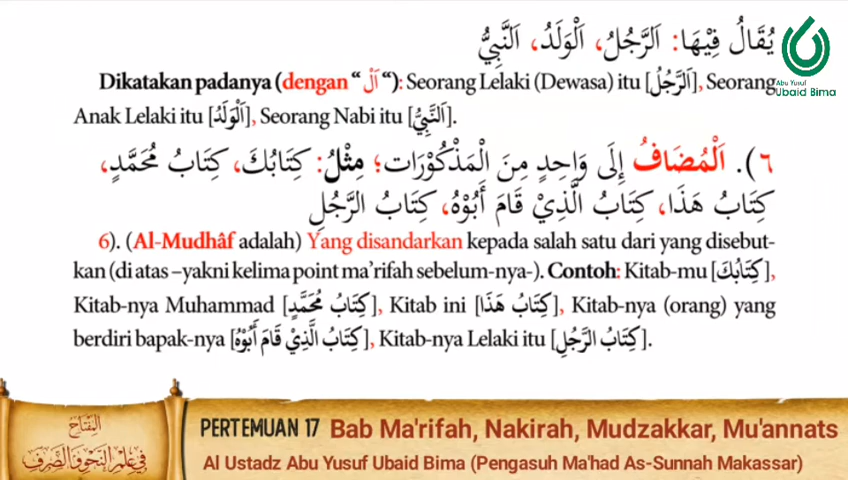 يُقَالُ فِيْهَا: اَلرَّجُلُ، اَلْوَلَدُ، اَلنَّبِيُّ
Abu Yusuf
Ubaid Bima
Dikatakan padanya (dengan “ اَلْ “): Seorang Lelaki (Dewasa) itu [اَلرَّجُلُ], Seorang
Anak Lelaki itu [اَلْوَلَدُ], Seorang Nabi itu [اَلنَّبِيُّ].
٦). اَلْمُضَافُ إِلَى وَاحِدٍ مِنَ الْمَذْكُوْرَات؛ مِثْلُ: كِتَابُكَ، كِتَابُ مُحَمَّدٍ،
كِتَابُ هَذَا، كِتَابُ الَّذِيْ قَامَ أَبُوْهُ، كِتَابُ الرَّجُلِ
6). (Al-Mudhâf adalah) Yang disandarkan kepada salah satu dari yang disebut-
kan (di atas –yakni kelima point ma’rifah sebelum-nya-). Contoh: Kitab-mu [كِتَابُكَ],
Kitab-nya Muhammad [كِتَابُ مُحَمَّدٍ], Kitab ini [كِتَابُ هَذَا], Kitab-nya (orang) yang
berdiri bapak-nya [كِتَابُ الَّذِيْ قَامَ أَبُوْهُ], Kitab-nya Lelaki itu [كِتَابُ الرَّجُلِ].
المِفْتَاح
فِي عِلْمِ النَّحْوِ وَالصَّرْفِ
PERTEMUAN 17 Bab Ma'rifah, Nakirah, Mudzakkar, Mu'annats
Al Ustadz Abu Yusuf Ubaid Bima (Pengasuh Ma'had As-Sunnah Makassar)